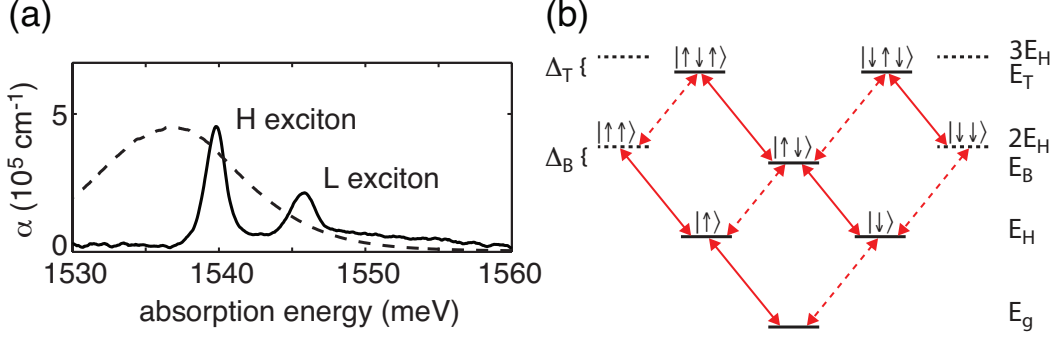 (a)
5
0
α (10⁵ cm⁻¹)
H exciton
L exciton
1530
1540
1550
1560
absorption energy (meV)
(b)
Δ_T {
|↑↓↑⟩
|↓↑↓⟩
3E_H
E_T
|↑↑⟩
|↓↓⟩
2E_H
Δ_B {
|↑↓⟩
E_B
|↑⟩
|↓⟩
E_H
E_g